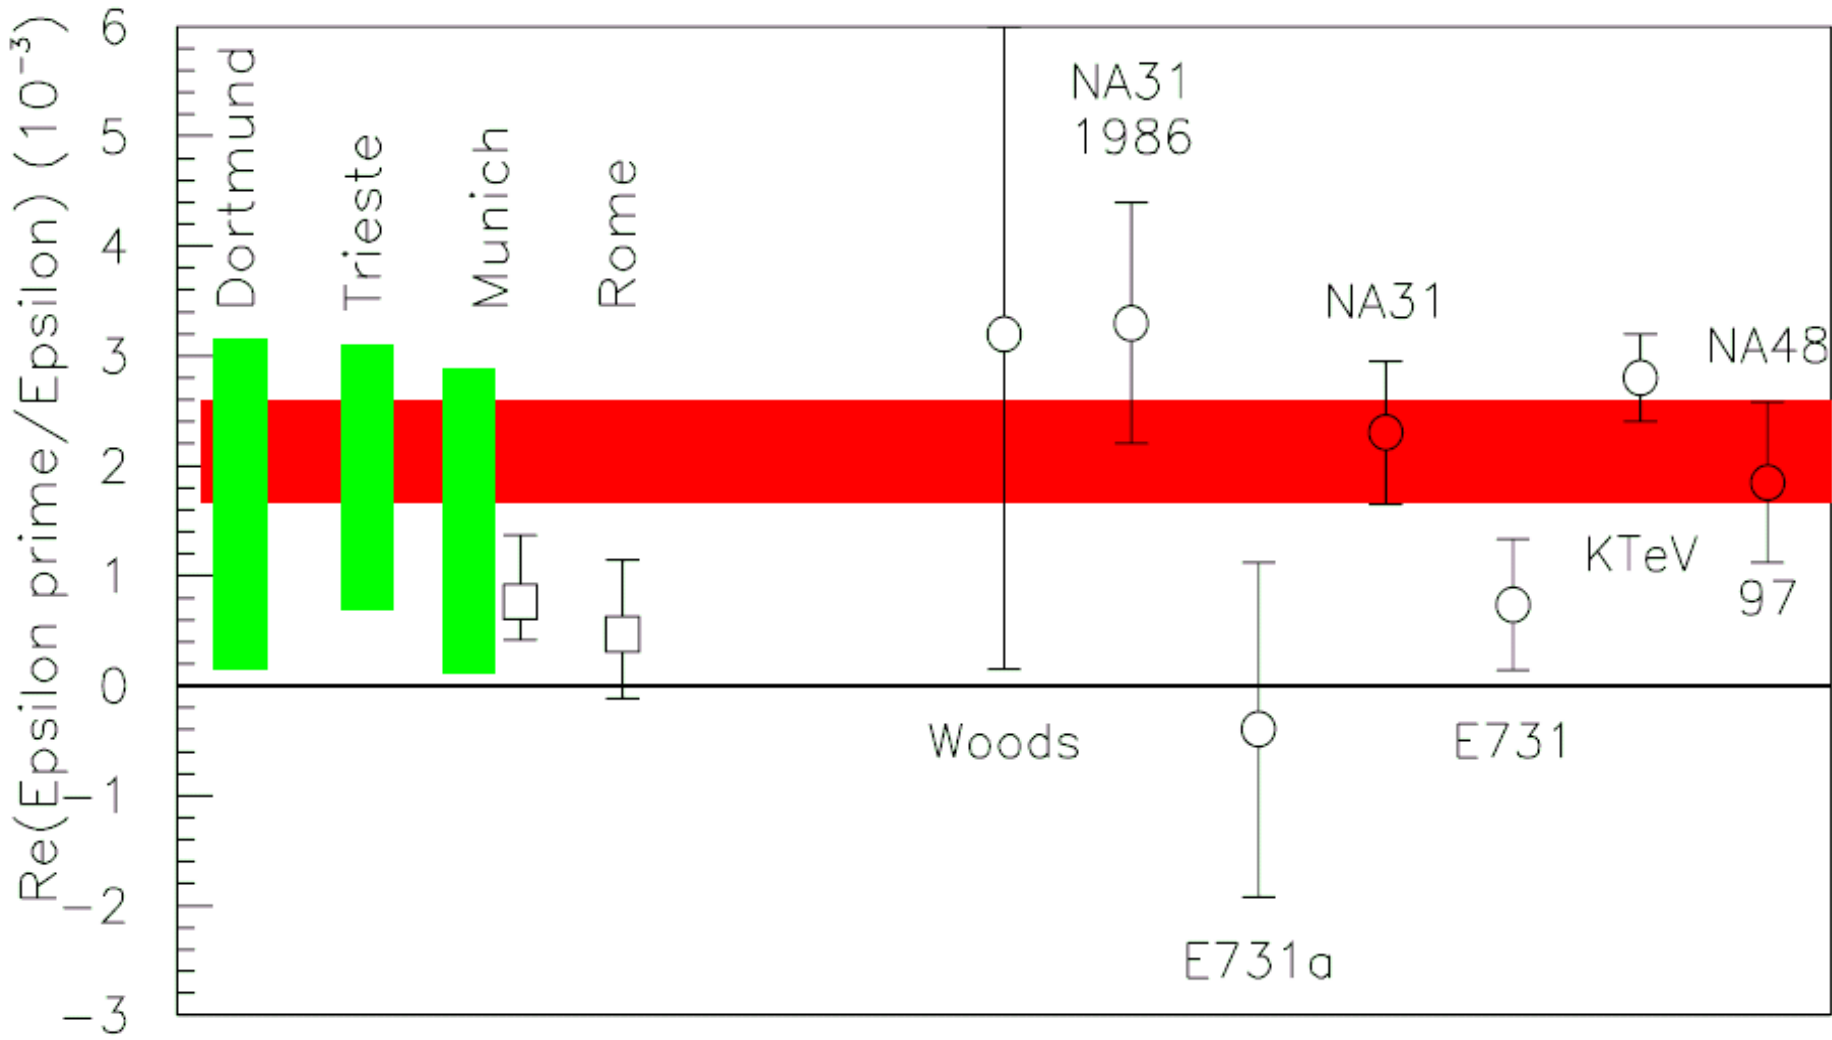 Re(Epsilon prime/Epsilon) (10⁻³)
6
5
4
3
2
1
0
−1
−2
−3
Dortmund
Trieste
Munich
Rome
NA31
1986
NA31
NA48
KTeV
97
Woods
E731
E731a